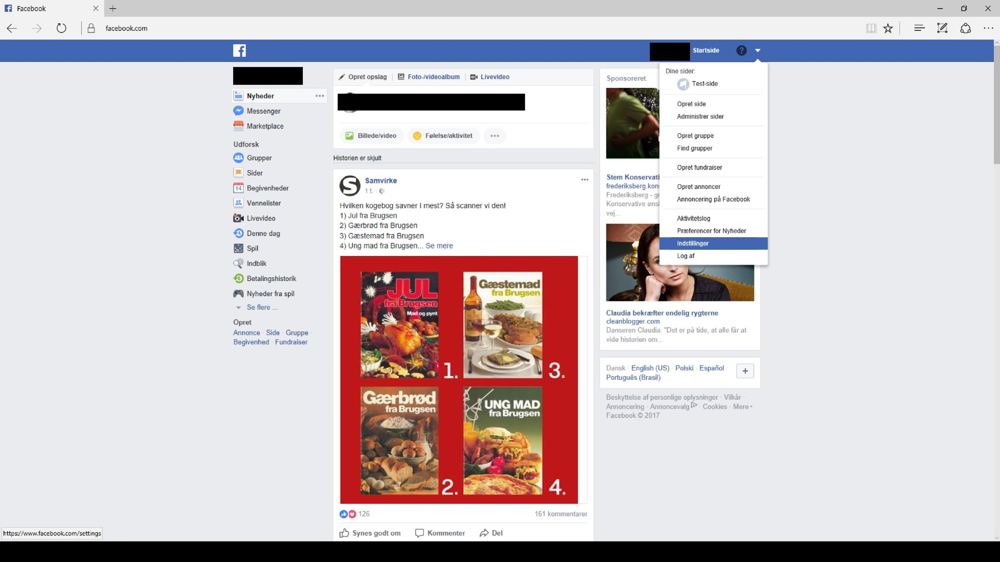 Facebook
facebook.com
Startside
Nyheder
Messenger
Marketplace
Udforsk
Grupper
Sider
14 Begivenheder
Vennelister
Livevideo
Denne dag
Spil
Indblik
Betalingshistorik
Nyheder fra spil
Se flere ...
Opret
Annonce · Side · Gruppe ·
Begivenhed · Fundraiser
Opret opslag
Foto-/videoalbum
Livevideo
Billede/video
Følelse/aktivitet
Historien er skjult
Samvirke
1 t. ·
Hvilken kogebog savner I mest? Så scanner vi den!
1) Jul fra Brugsen
2) Gærbrød fra Brugsen
3) Gæstemad fra Brugsen
4) Ung mad fra Brugsen... Se mere
JUL
fra Brugsen
Mad og pynt
1.
Gæstemad
fra Brugsen
3.
Gærbrød
fra Brugsen
2.
UNG MAD
fra Brugsen
4.
126
161 kommentarer
Synes godt om
Kommenter
Del
Sponsoreret
Stem Konservati
frederiksberg.kon
Frederiksberg - gr
Konservative øns
vej...
Dine sider:
Test-side
Opret side
Administrer sider
Opret gruppe
Find grupper
Opret fundraiser
Opret annoncer
Annoncering på Facebook
Aktivitetslog
Præferencer for Nyheder
Indstillinger
Log af
Claudia bekræfter endelig rygterne
cleanblogger.com
Danseren Claudia: "Det er på tide, at alle får at
vide historien om...
Dansk · English (US) · Polski · Español ·
Português (Brasil)
Beskyttelse af personlige oplysninger · Vilkår ·
Annoncering · Annoncevalg · Cookies · Mere
Facebook © 2017
https://www.facebook.com/settings